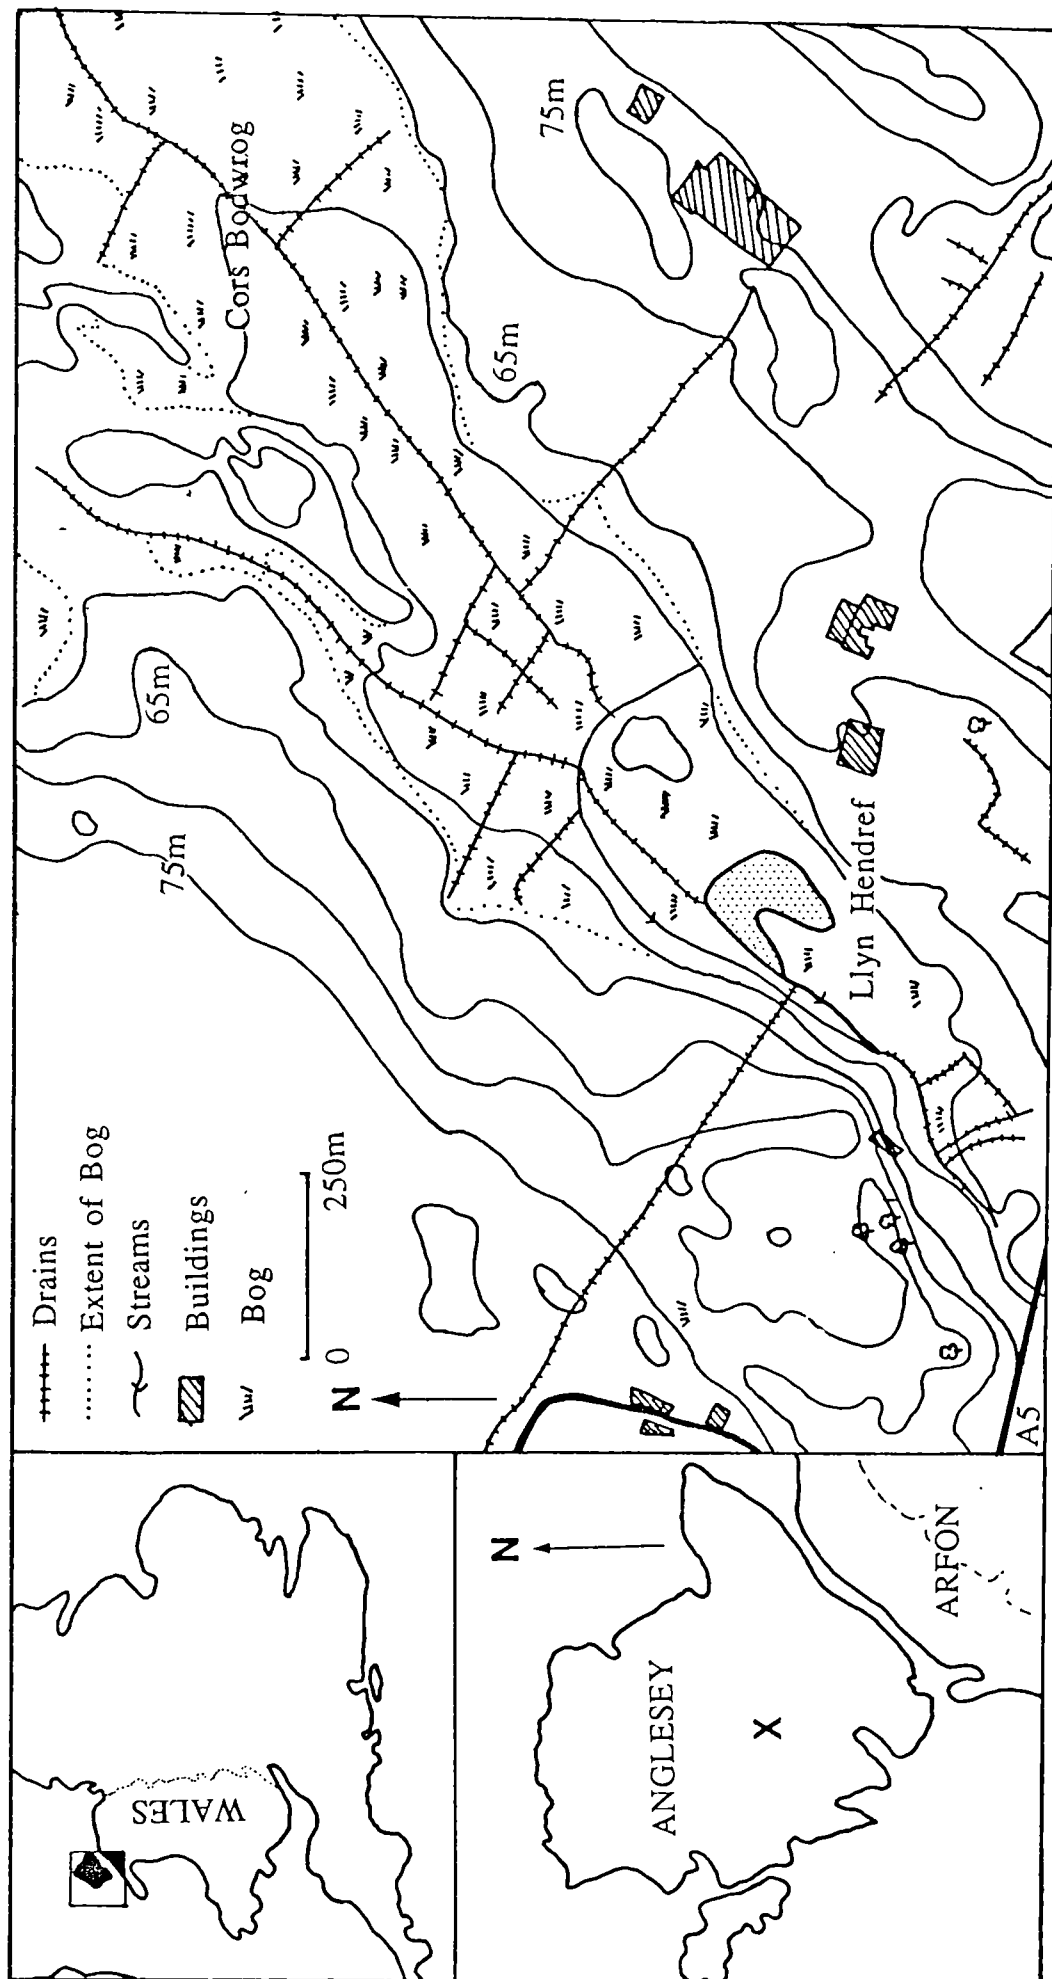 WALES
N
ANGLESEY
X
ARFON
Drains
Extent of Bog
Streams
Buildings
Bog
0 250m
N
75m
65m
Cors Bodwrog
65m
75m
Llyn Hendref
A5